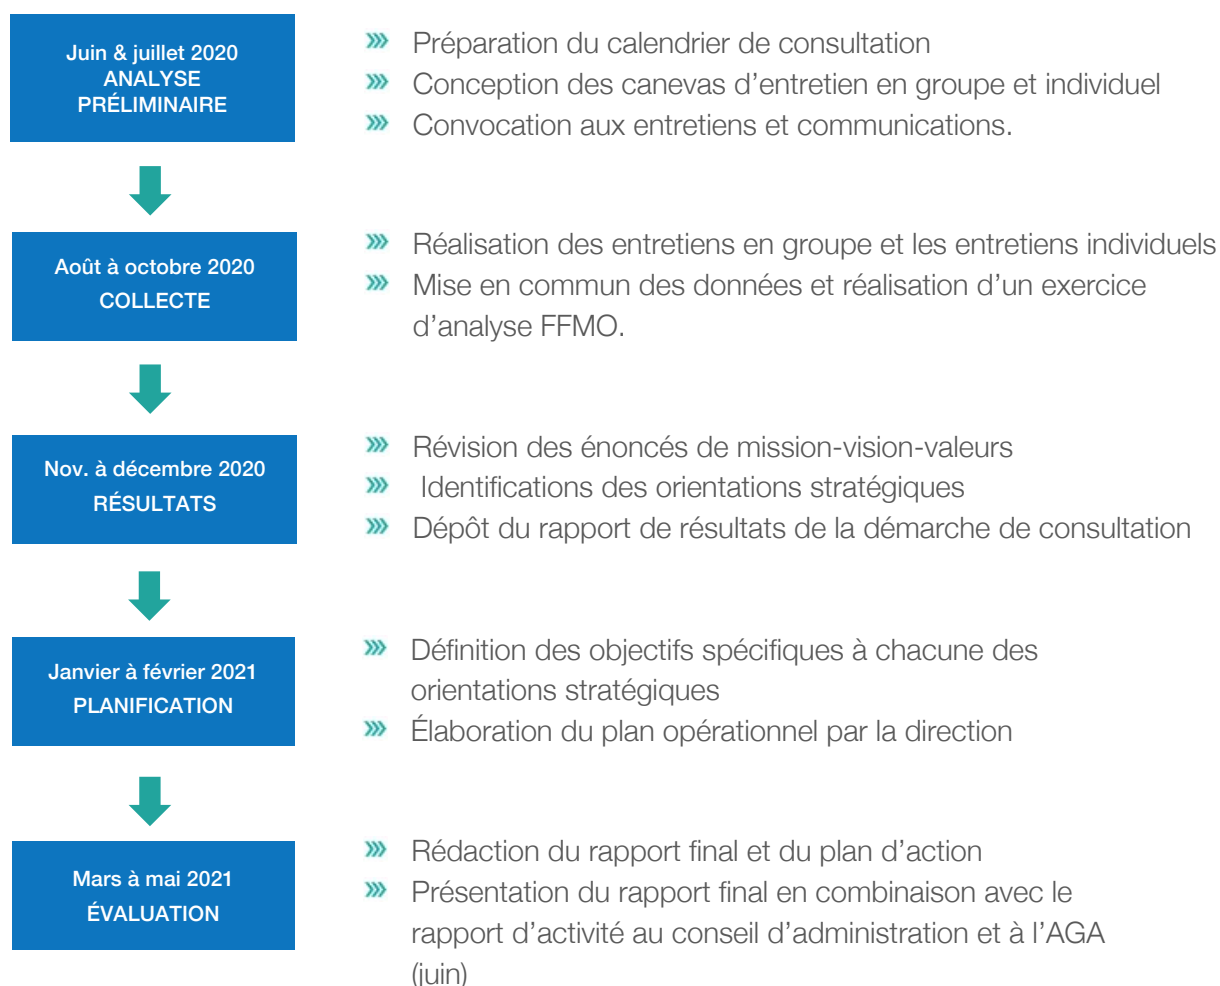 Juin & juillet 2020
ANALYSE
PRÉLIMINAIRE
Préparation du calendrier de consultation
Conception des canevas d’entretien en groupe et individuel
Convocation aux entretiens et communications.
Août à octobre 2020
COLLECTE
Réalisation des entretiens en groupe et les entretiens individuels
Mise en commun des données et réalisation d’un exercice
d’analyse FFMO.
Nov. à décembre 2020
RÉSULTATS
Révision des énoncés de mission-vision-valeurs
Identifications des orientations stratégiques
Dépôt du rapport de résultats de la démarche de consultation
Janvier à février 2021
PLANIFICATION
Définition des objectifs spécifiques à chacune des
orientations stratégiques
Élaboration du plan opérationnel par la direction
Mars à mai 2021
ÉVALUATION
Rédaction du rapport final et du plan d’action
Présentation du rapport final en combinaison avec le
rapport d’activité au conseil d’administration et à l’AGA
(juin)